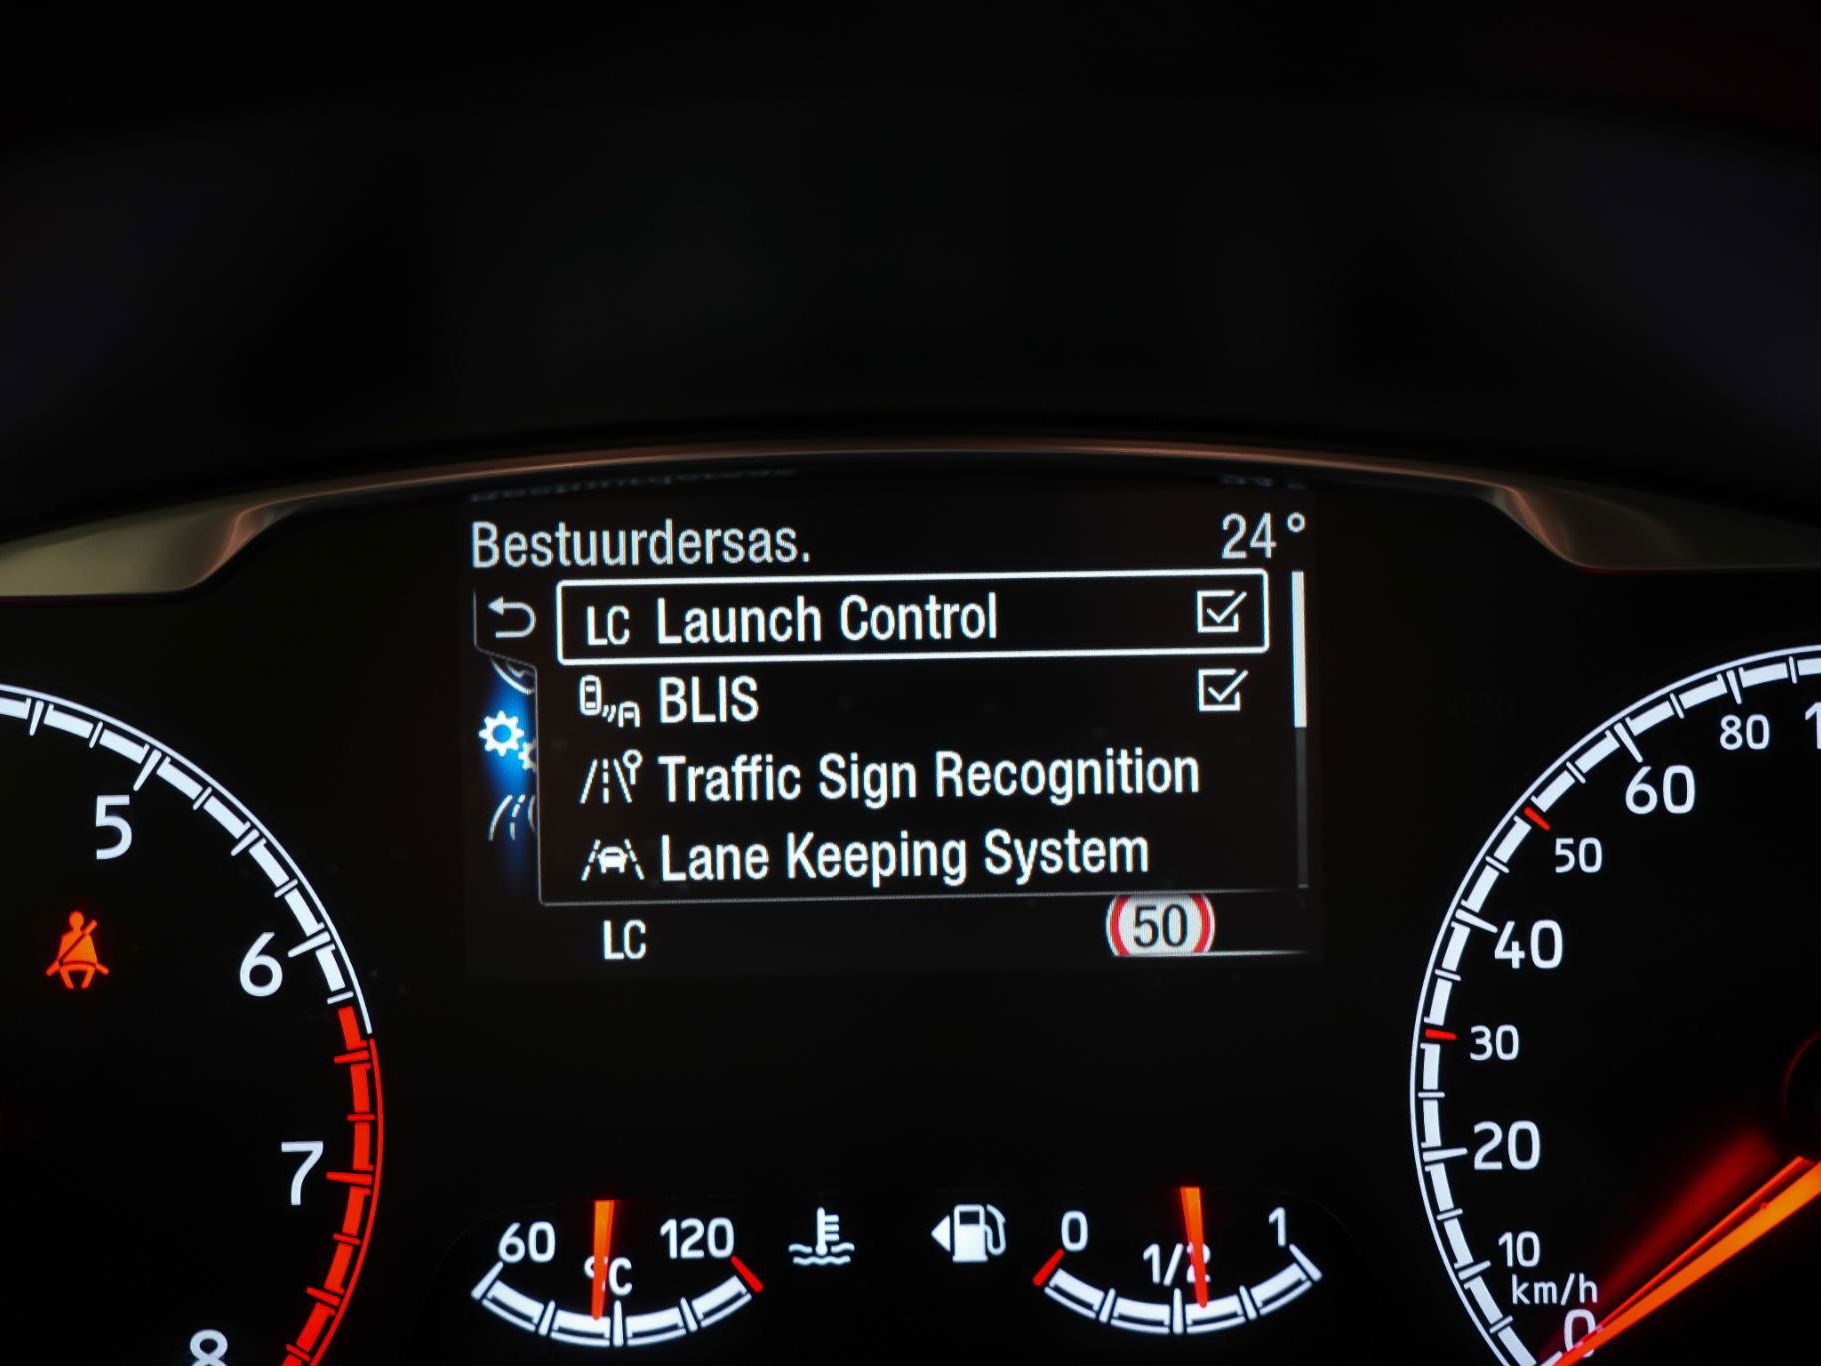 Bestuurdersas. 24°
LC Launch Control
BLIS
Traffic Sign Recognition
Lane Keeping System
LC 50
5
6
7
8
60 120
°C
0 1/2 1
80
60
50
40
30
20
10
km/h
0